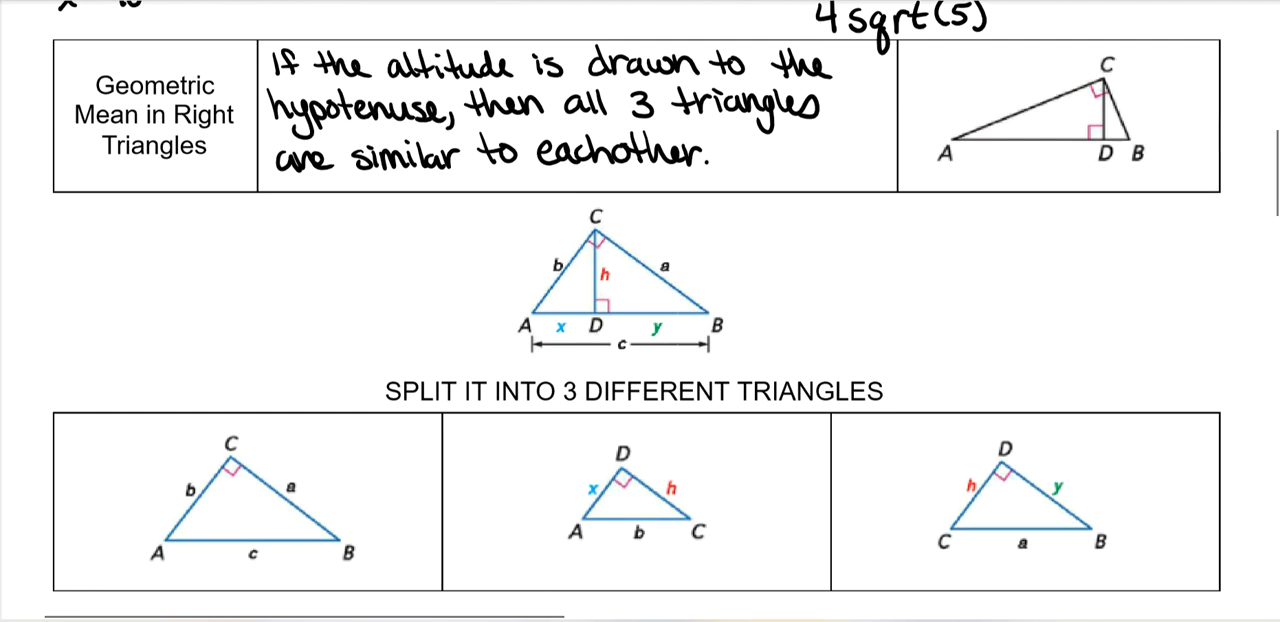 4 sqrt(5)
Geometric
Mean in Right
Triangles
If the altitude is drawn to the
hypotenuse, then all 3 triangles
are similar to eachother.
C
A D B
C
b h a
A x D y B
c
SPLIT IT INTO 3 DIFFERENT TRIANGLES
C
b a
A c B
D
x h
A b C
D
h y
C a B